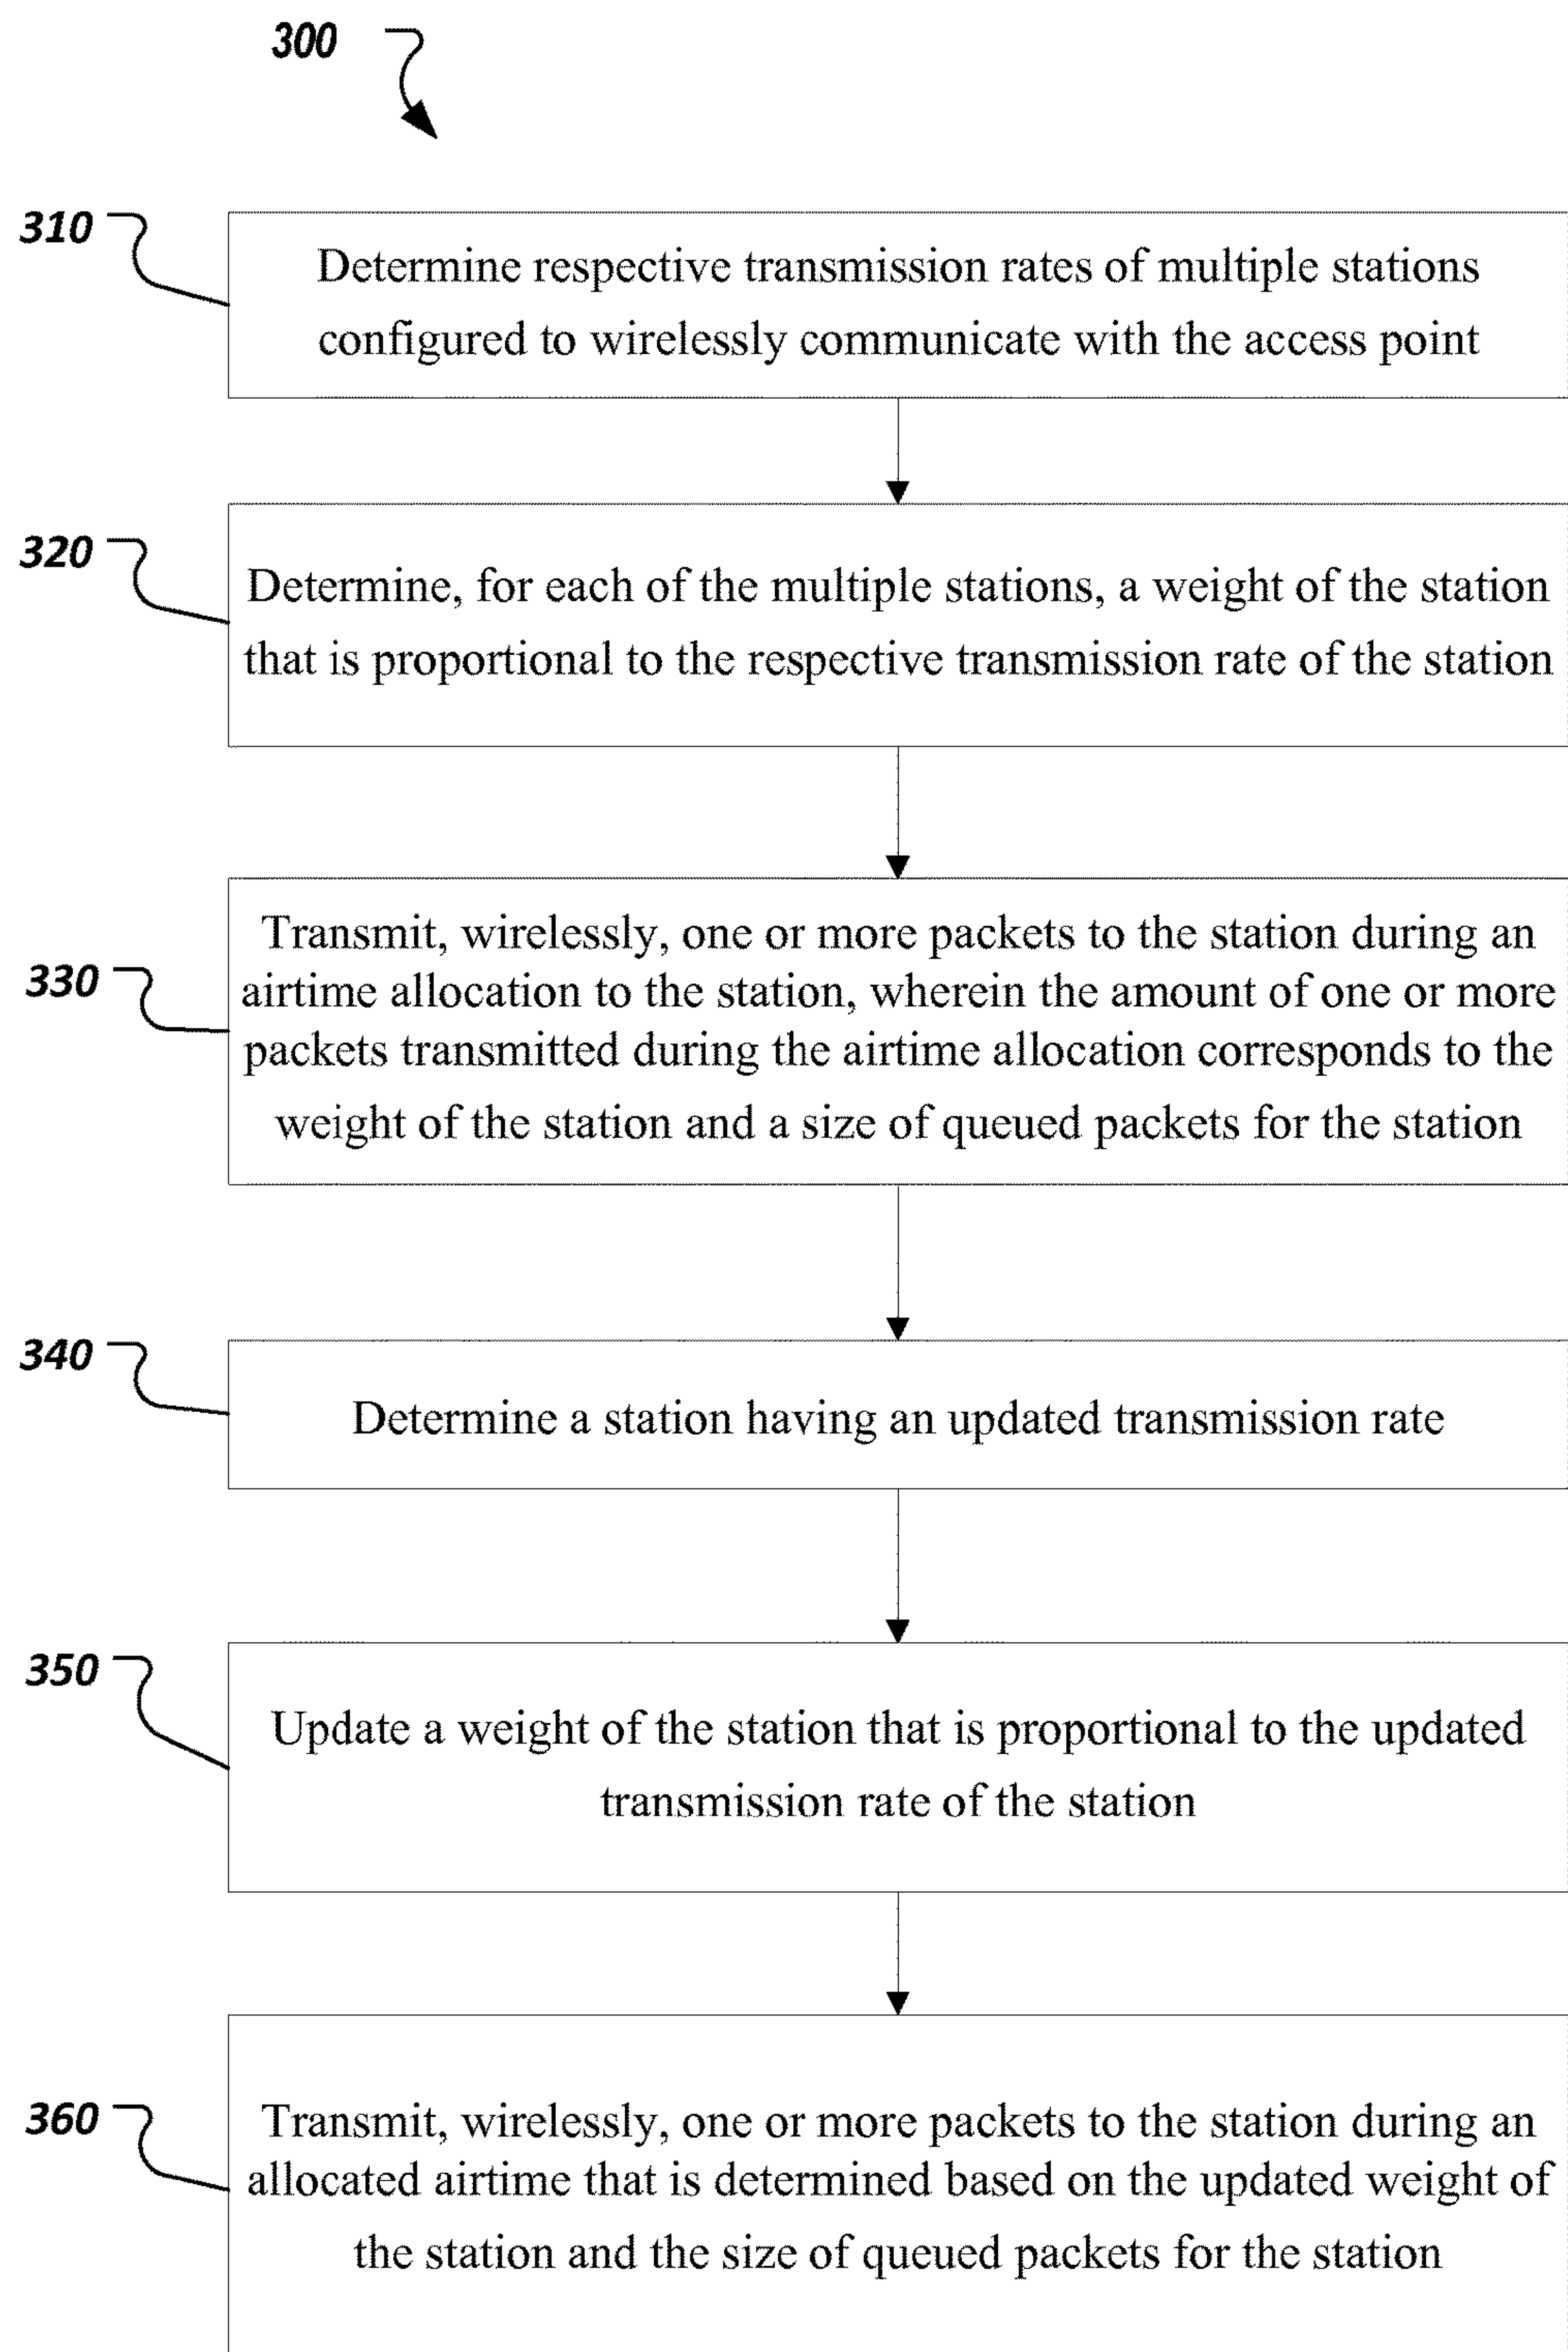 300
310
Determine respective transmission rates of multiple stations
configured to wirelessly communicate with the access point
320
Determine, for each of the multiple stations, a weight of the station
that is proportional to the respective transmission rate of the station
330
Transmit, wirelessly, one or more packets to the station during an
airtime allocation to the station, wherein the amount of one or more
packets transmitted during the airtime allocation corresponds to the
weight of the station and a size of queued packets for the station
340
Determine a station having an updated transmission rate
350
Update a weight of the station that is proportional to the updated
transmission rate of the station
360
Transmit, wirelessly, one or more packets to the station during an
allocated airtime that is determined based on the updated weight of
the station and the size of queued packets for the station